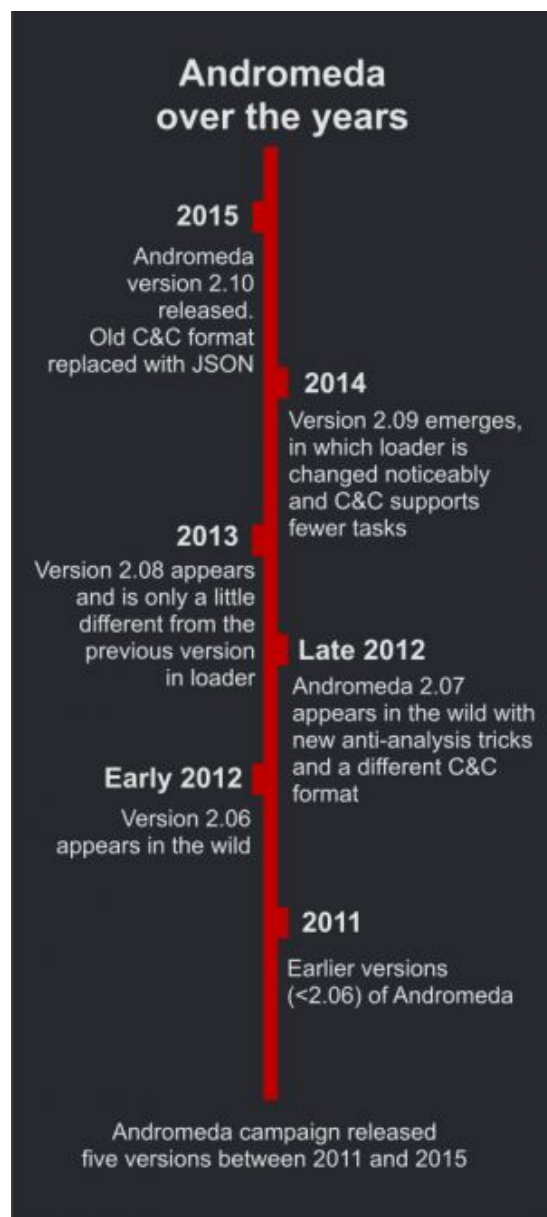 Andromeda
over the years
2015
Andromeda
version 2.10
released.
Old C&C format
replaced with JSON
2014
Version 2.09 emerges,
in which loader is
changed noticeably
and C&C supports
fewer tasks
2013
Version 2.08 appears
and is only a little
different from the
previous version
in loader
Late 2012
Andromeda 2.07
appears in the wild with
new anti-analysis tricks
and a different C&C
format
Early 2012
Version 2.06
appears in the wild
2011
Earlier versions
(<2.06) of Andromeda
Andromeda campaign released
five versions between 2011 and 2015